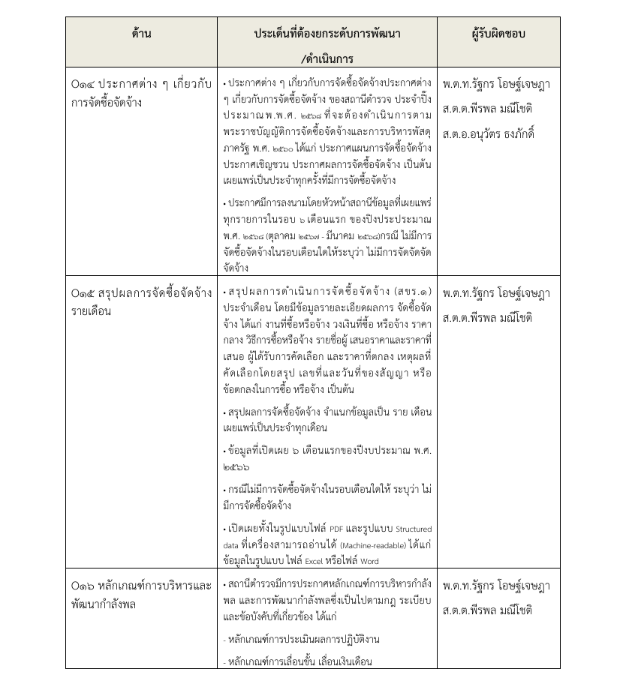 ด้าน
ประเด็นที่ต้องยกระดับการพัฒนา
/ดำเนินการ
ผู้รับผิดชอบ
O๑๔ ประกาศต่าง ๆ เกี่ยวกับ
การจัดซื้อจัดจ้าง
• ประกาศต่าง ๆ เกี่ยวกับการจัดซื้อจัดจ้างประกาศต่าง
ๆ เกี่ยวกับการจัดซื้อจัดจ้าง ของสถานีตำรวจ ประจำปีง
ประมาณพ.พ.ศ. ๒๕๖๘ ที่จะต้องดำเนินการตาม
พระราชบัญญัติการจัดซื้อจัดจ้างและการบริหารพัสดุ
ภาครัฐ พ.ศ. ๒๕๖๐ ได้แก่ ประกาศแผนการจัดซื้อจัดจ้าง
ประกาศเชิญชวน ประกาศผลการจัดซื้อจัดจ้าง เป็นต้น
เผยแพร่เป็นประจำทุกครั้งที่มีการจัดซื้อจัดจ้าง
• ประกาศมีการลงนามโดยหัวหน้าสถานีข้อมูลที่เผยแพร่
ทุกรายการในรอบ ๖ เดือนแรก ของปีงประประมาณ
พ.ศ. ๒๕๖๘ (ตุลาคม ๒๕๖๗ - มีนาคม ๒๕๖๘)กรณี ไม่มีการ
จัดซื้อจัดจ้างในรอบเดือนใดให้ระบุว่า ไม่มีการจัดจัดจัด
จัดจ้าง
พ.ต.ท.รัฐกร โอษฐ์เจษฎา
ส.ต.ต.พีรพล มณีโชติ
ส.ต.อ.อนุวัตร ธงภักดิ์
O๑๕ สรุปผลการจัดซื้อจัดจ้าง
รายเดือน
• สรุปผลการดำเนินการจัดซื้อจัดจ้าง (สขร.๑)
ประจำเดือน โดยมีข้อมูลรายละเอียดผลการ จัดซื้อจัด
จ้าง ได้แก่ งานที่ซื้อหรือจ้าง วงเงินที่ซื้อ หรือจ้าง ราคา
กลาง วิธีการซื้อหรือจ้าง รายชื่อผู้ เสนอราคาและราคาที่
เสนอ ผู้ได้รับการคัดเลือก และราคาที่ตกลง เหตุผลที่
คัดเลือกโดยสรุป เลขที่และวันที่ของสัญญา หรือ
ข้อตกลงในการซื้อ หรือจ้าง เป็นต้น
• สรุปผลการจัดซื้อจัดจ้าง จำแนกข้อมูลเป็น ราย เดือน
เผยแพร่เป็นประจำทุกเดือน
• ข้อมูลที่เปิดเผย ๖ เดือนแรกของปีงบประมาณ พ.ศ.
๒๕๖๖
• กรณีไม่มีการจัดซื้อจัดจ้างในรอบเดือนใดให้ ระบุว่า ไม่
มีการจัดซื้อจัดจ้าง
• เปิดเผยทั้งในรูปแบบไฟล์ PDF และรูปแบบ Structured
data ที่เครื่องสามารถอ่านได้ (Machine-readable) ได้แก่
ข้อมูลในรูปแบบ ไฟล์ Excel หรือไฟล์ Word
พ.ต.ท.รัฐกร โอษฐ์เจษฎา
ส.ต.ต.พีรพล มณีโชติ
O๑๖ หลักเกณฑ์การบริหารและ
พัฒนากำลังพล
• สถานีตำรวจมีการประกาศหลักเกณฑ์การบริหารกำลัง
พล และการพัฒนากำลังพลซึ่งเป็นไปตามกฎ ระเบียบ
และข้อบังคับที่เกี่ยวข้อง ได้แก่
- หลักเกณฑ์การประเมินผลการปฏิบัติงาน
- หลักเกณฑ์การเลื่อนขั้น เลื่อนเงินเดือน
พ.ต.ท.รัฐกร โอษฐ์เจษฎา
ส.ต.ต.พีรพล มณีโชติ